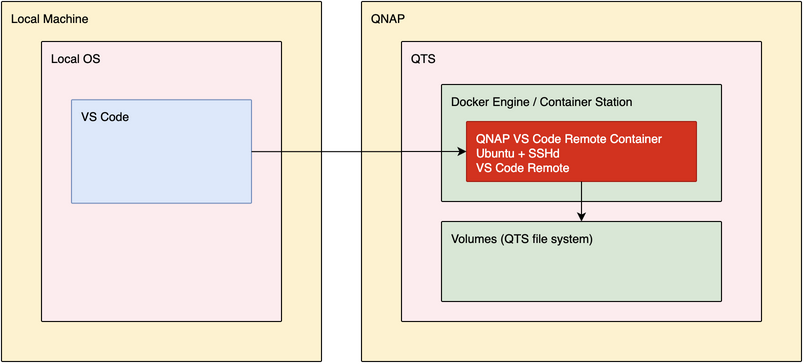 Local Machine
Local OS
VS Code
QNAP
QTS
Docker Engine / Container Station
QNAP VS Code Remote Container
Ubuntu + SSHd
VS Code Remote
Volumes (QTS file system)